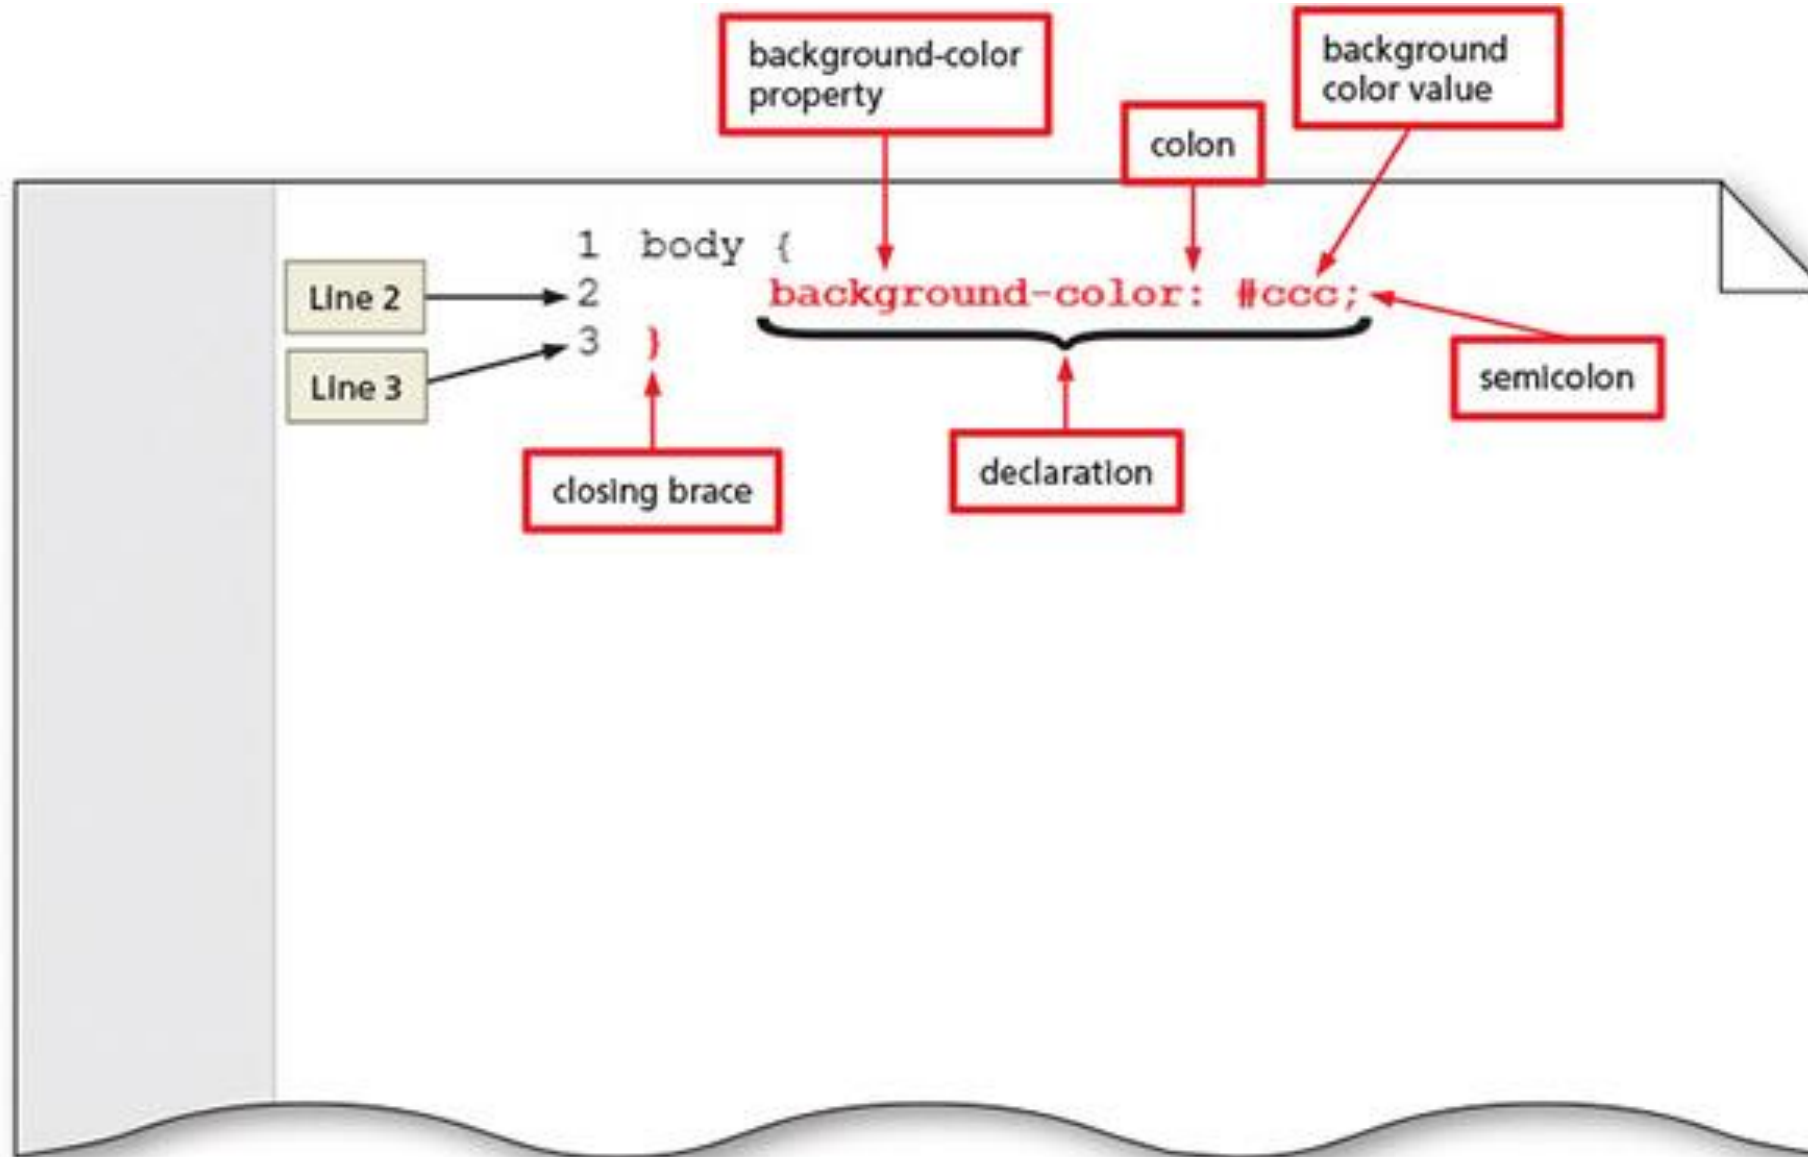 background-color
property
background
color value
colon
1 body {
Line 2
2 background-color: #ccc;
3 }
Line 3
semicolon
closing brace
declaration